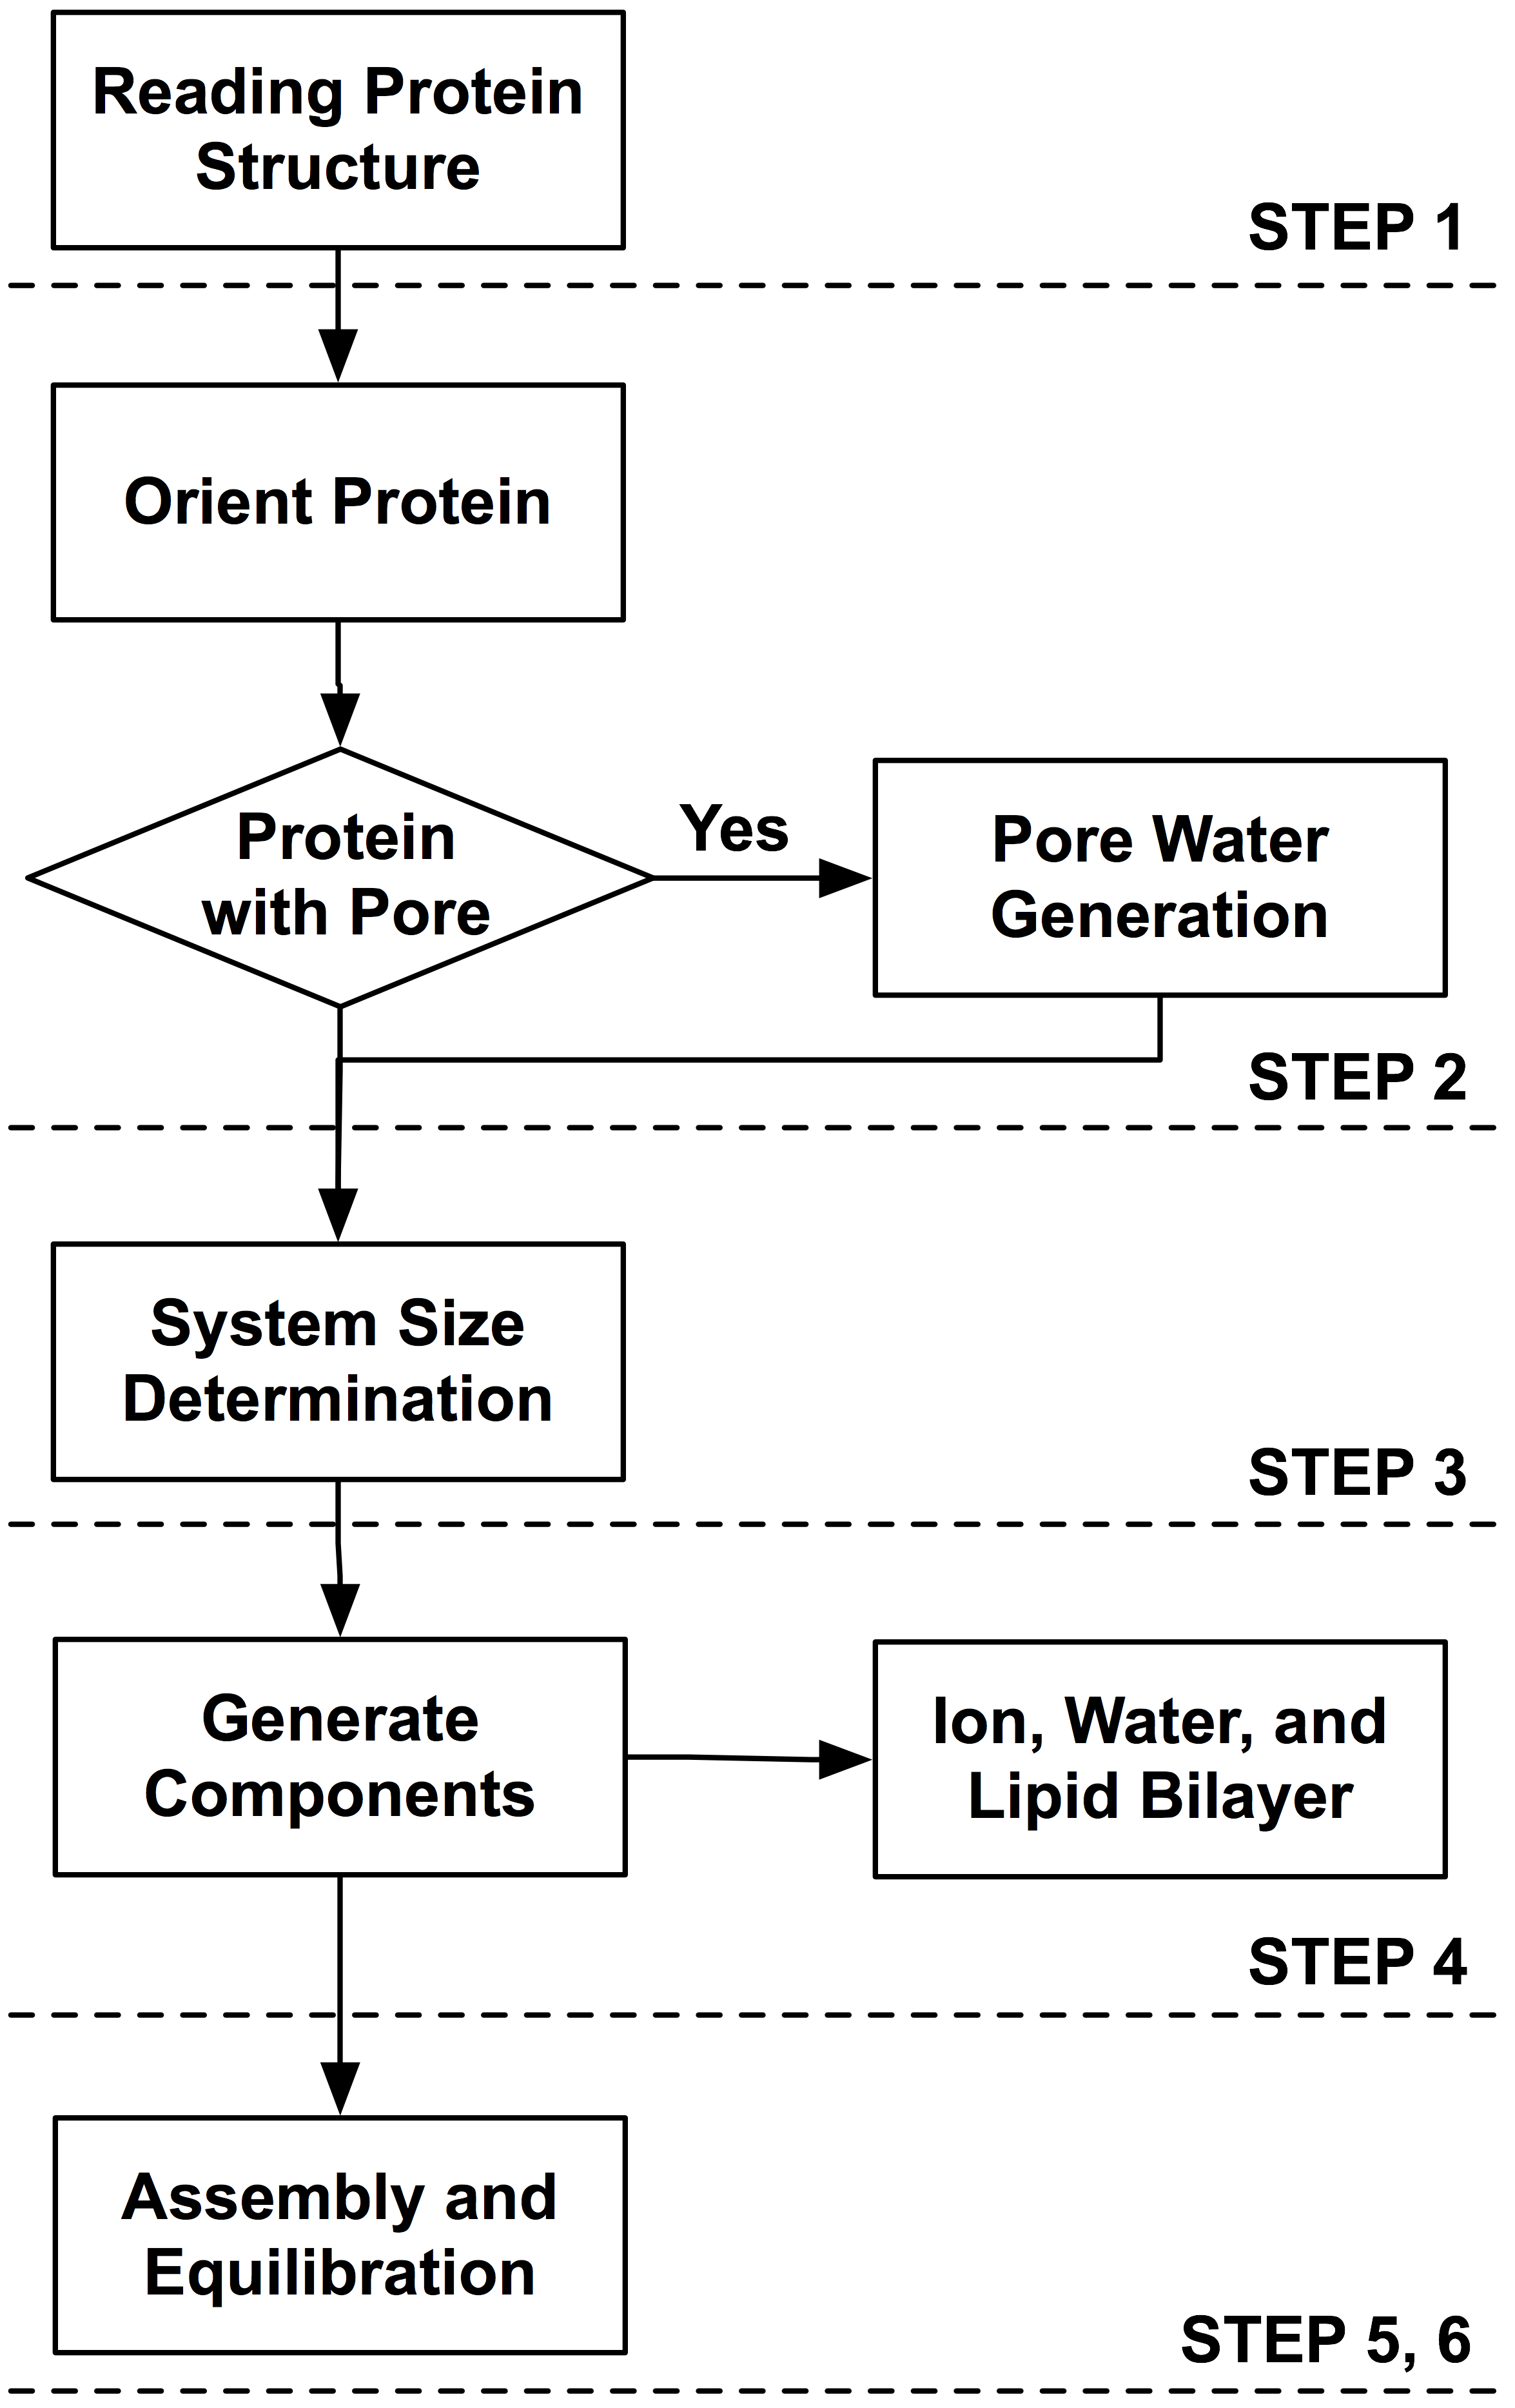 Reading Protein
Structure
STEP 1
Orient Protein
Protein
with Pore
Yes
Pore Water
Generation
STEP 2
System Size
Determination
STEP 3
Generate
Components
Ion, Water, and
Lipid Bilayer
STEP 4
Assembly and
Equilibration
STEP 5, 6